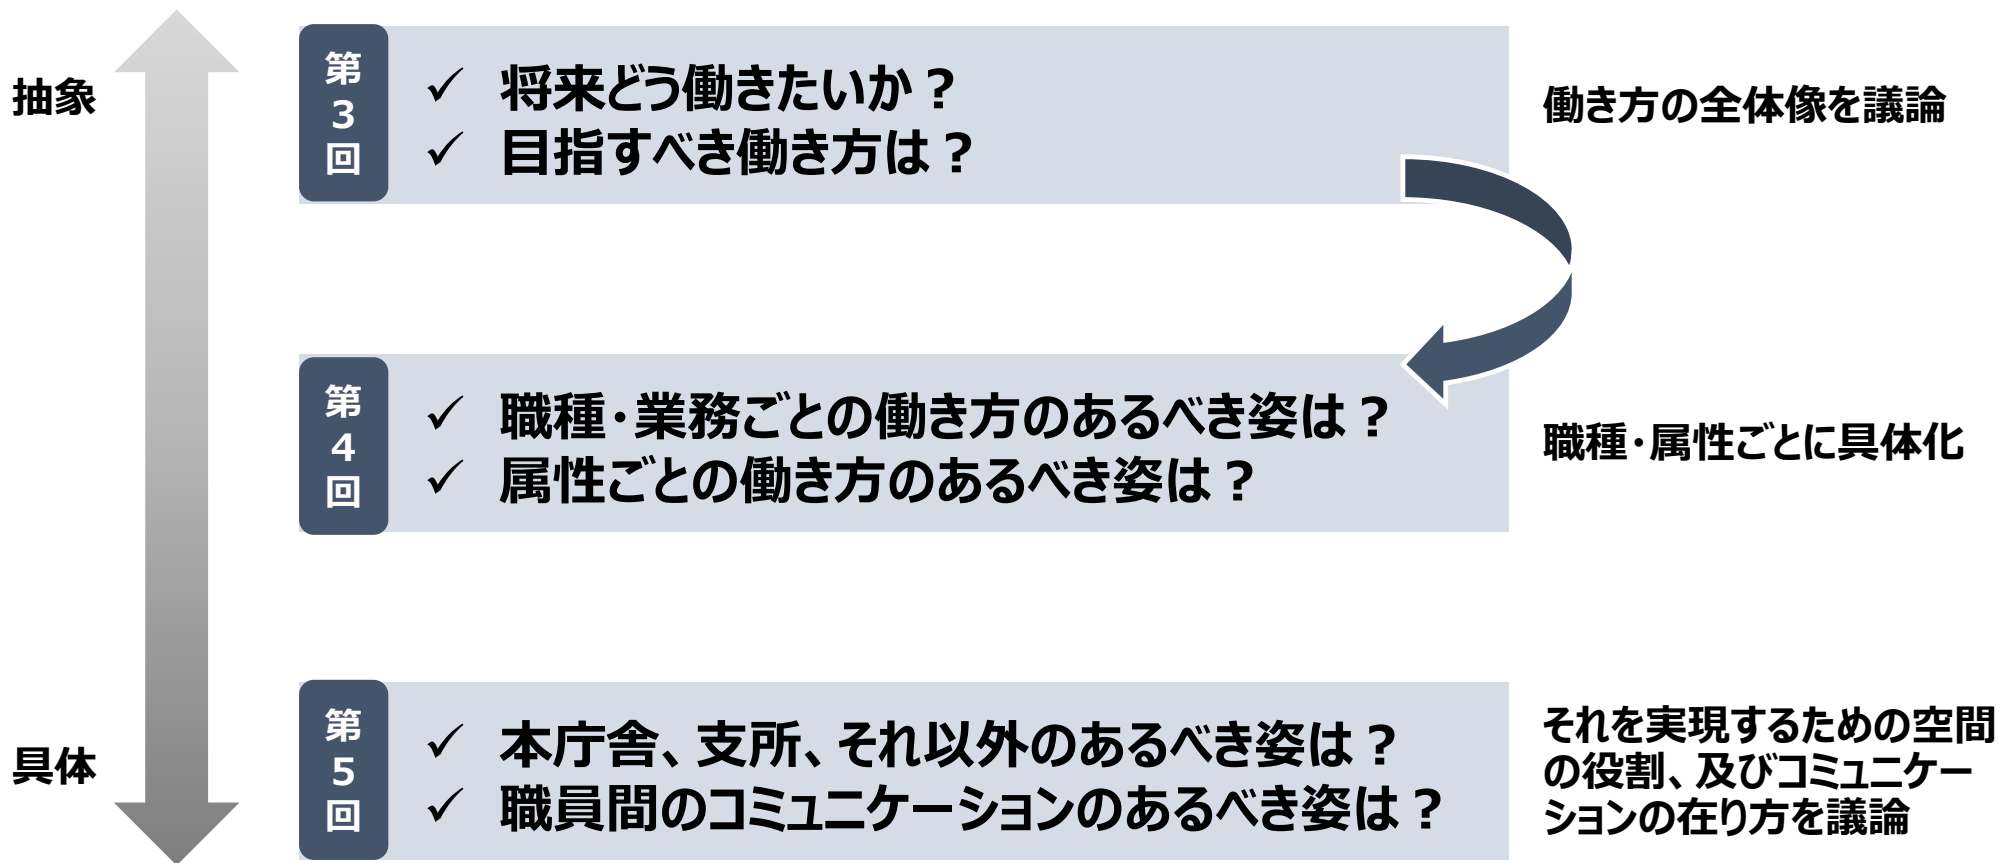 抽象
第3回
✓ 将来どう働きたいか？
✓ 目指すべき働き方は？
働き方の全体像を議論
第4回
✓ 職種・業務ごとの働き方のあるべき姿は？
✓ 属性ごとの働き方のあるべき姿は？
職種・属性ごとに具体化
具体
第5回
✓ 本庁舎、支所、それ以外のあるべき姿は？
✓ 職員間のコミュニケーションのあるべき姿は？
それを実現するための空間
の役割、及びコミュニケー
ションの在り方を議論